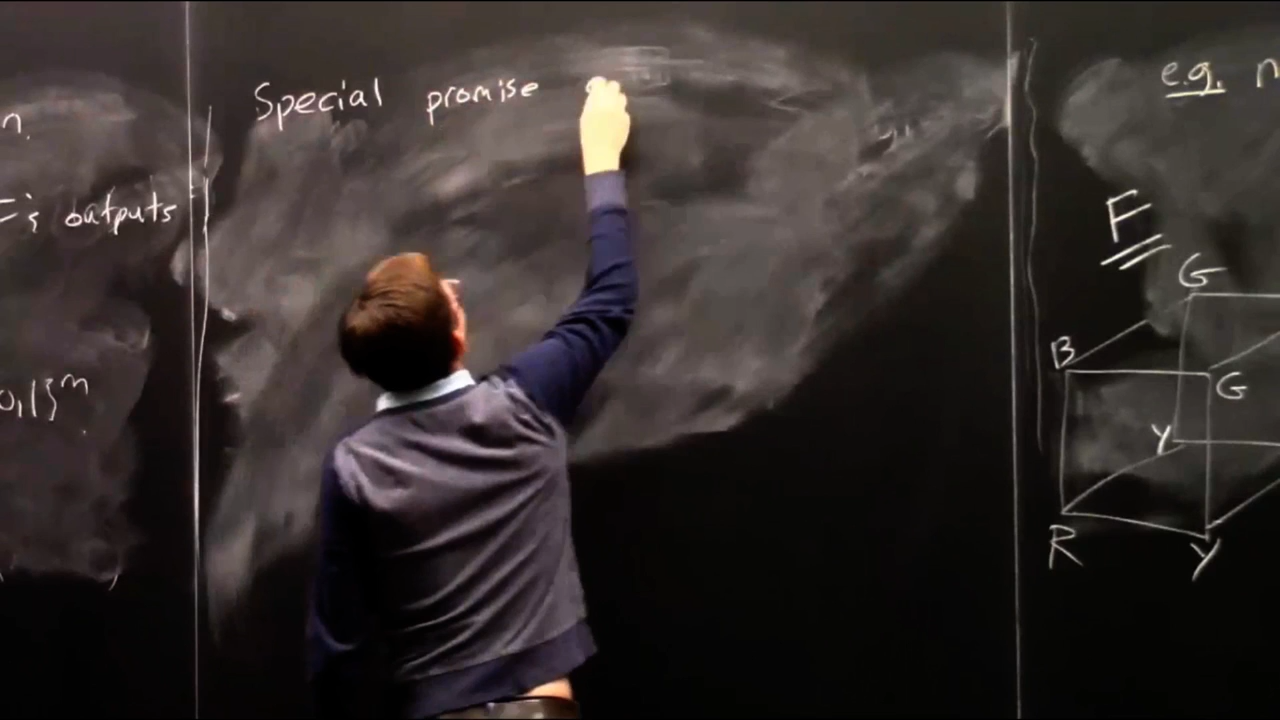 n.
F's outputs
0,1}ⁿ
Special promise
e.g. n
F
G
B
G
Y
R
Y